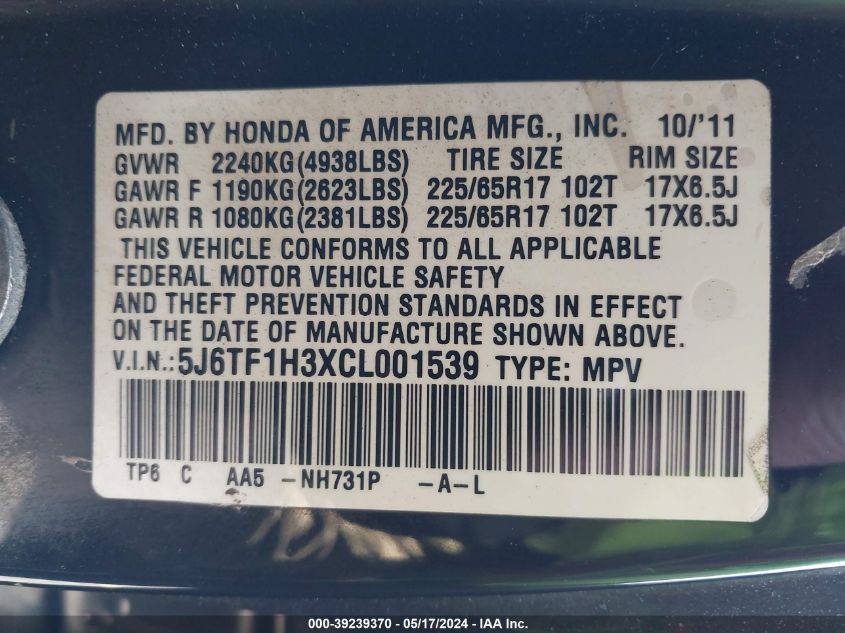 MFD. BY HONDA OF AMERICA MFG., INC. 10/'11
GVWR 2240KG(4938LBS) TIRE SIZE RIM SIZE
GAWR F 1190KG(2623LBS) 225/65R17 102T 17X6.5J
GAWR R 1080KG(2381LBS) 225/65R17 102T 17X6.5J
THIS VEHICLE CONFORMS TO ALL APPLICABLE
FEDERAL MOTOR VEHICLE SAFETY
AND THEFT PREVENTION STANDARDS IN EFFECT
ON THE DATE OF MANUFACTURE SHOWN ABOVE.
V.I.N.: 5J6TF1H3XCL001539 TYPE: MPV
TP6 C AA5 -NH731P -A-L
000-39239370 - 05/17/2024 - IAA Inc.